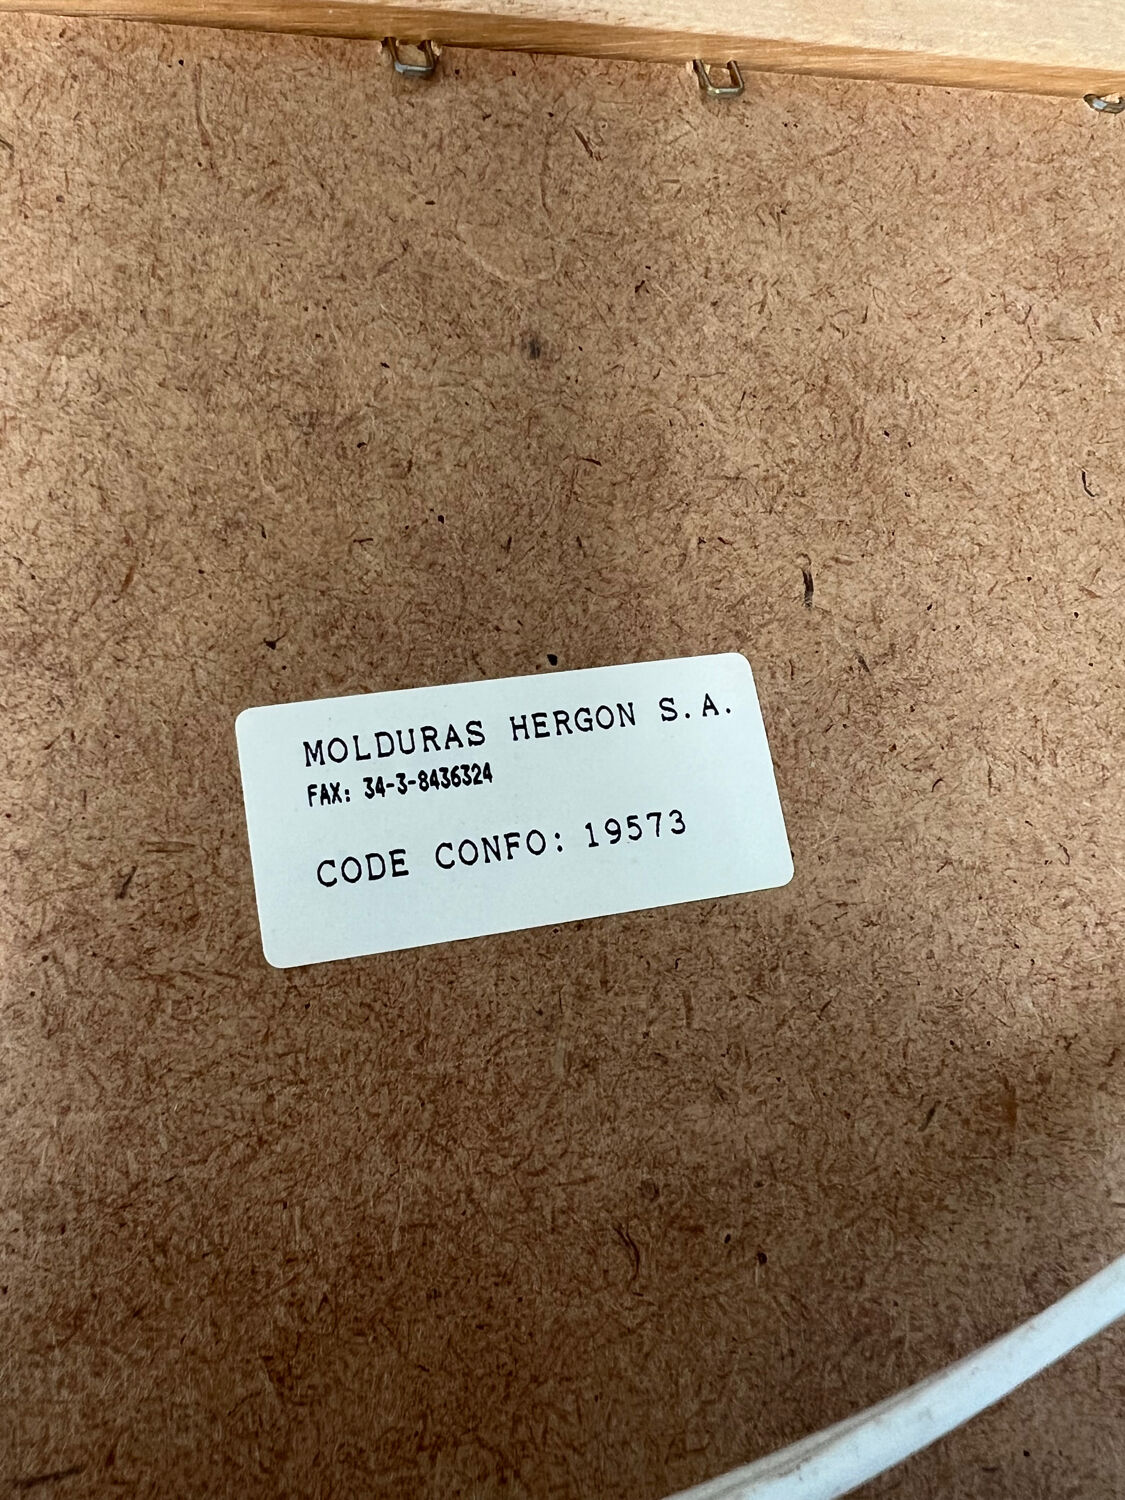 MOLDURAS HERGON S.A.
FAX: 34-3-8436324
CODE CONFO: 19573